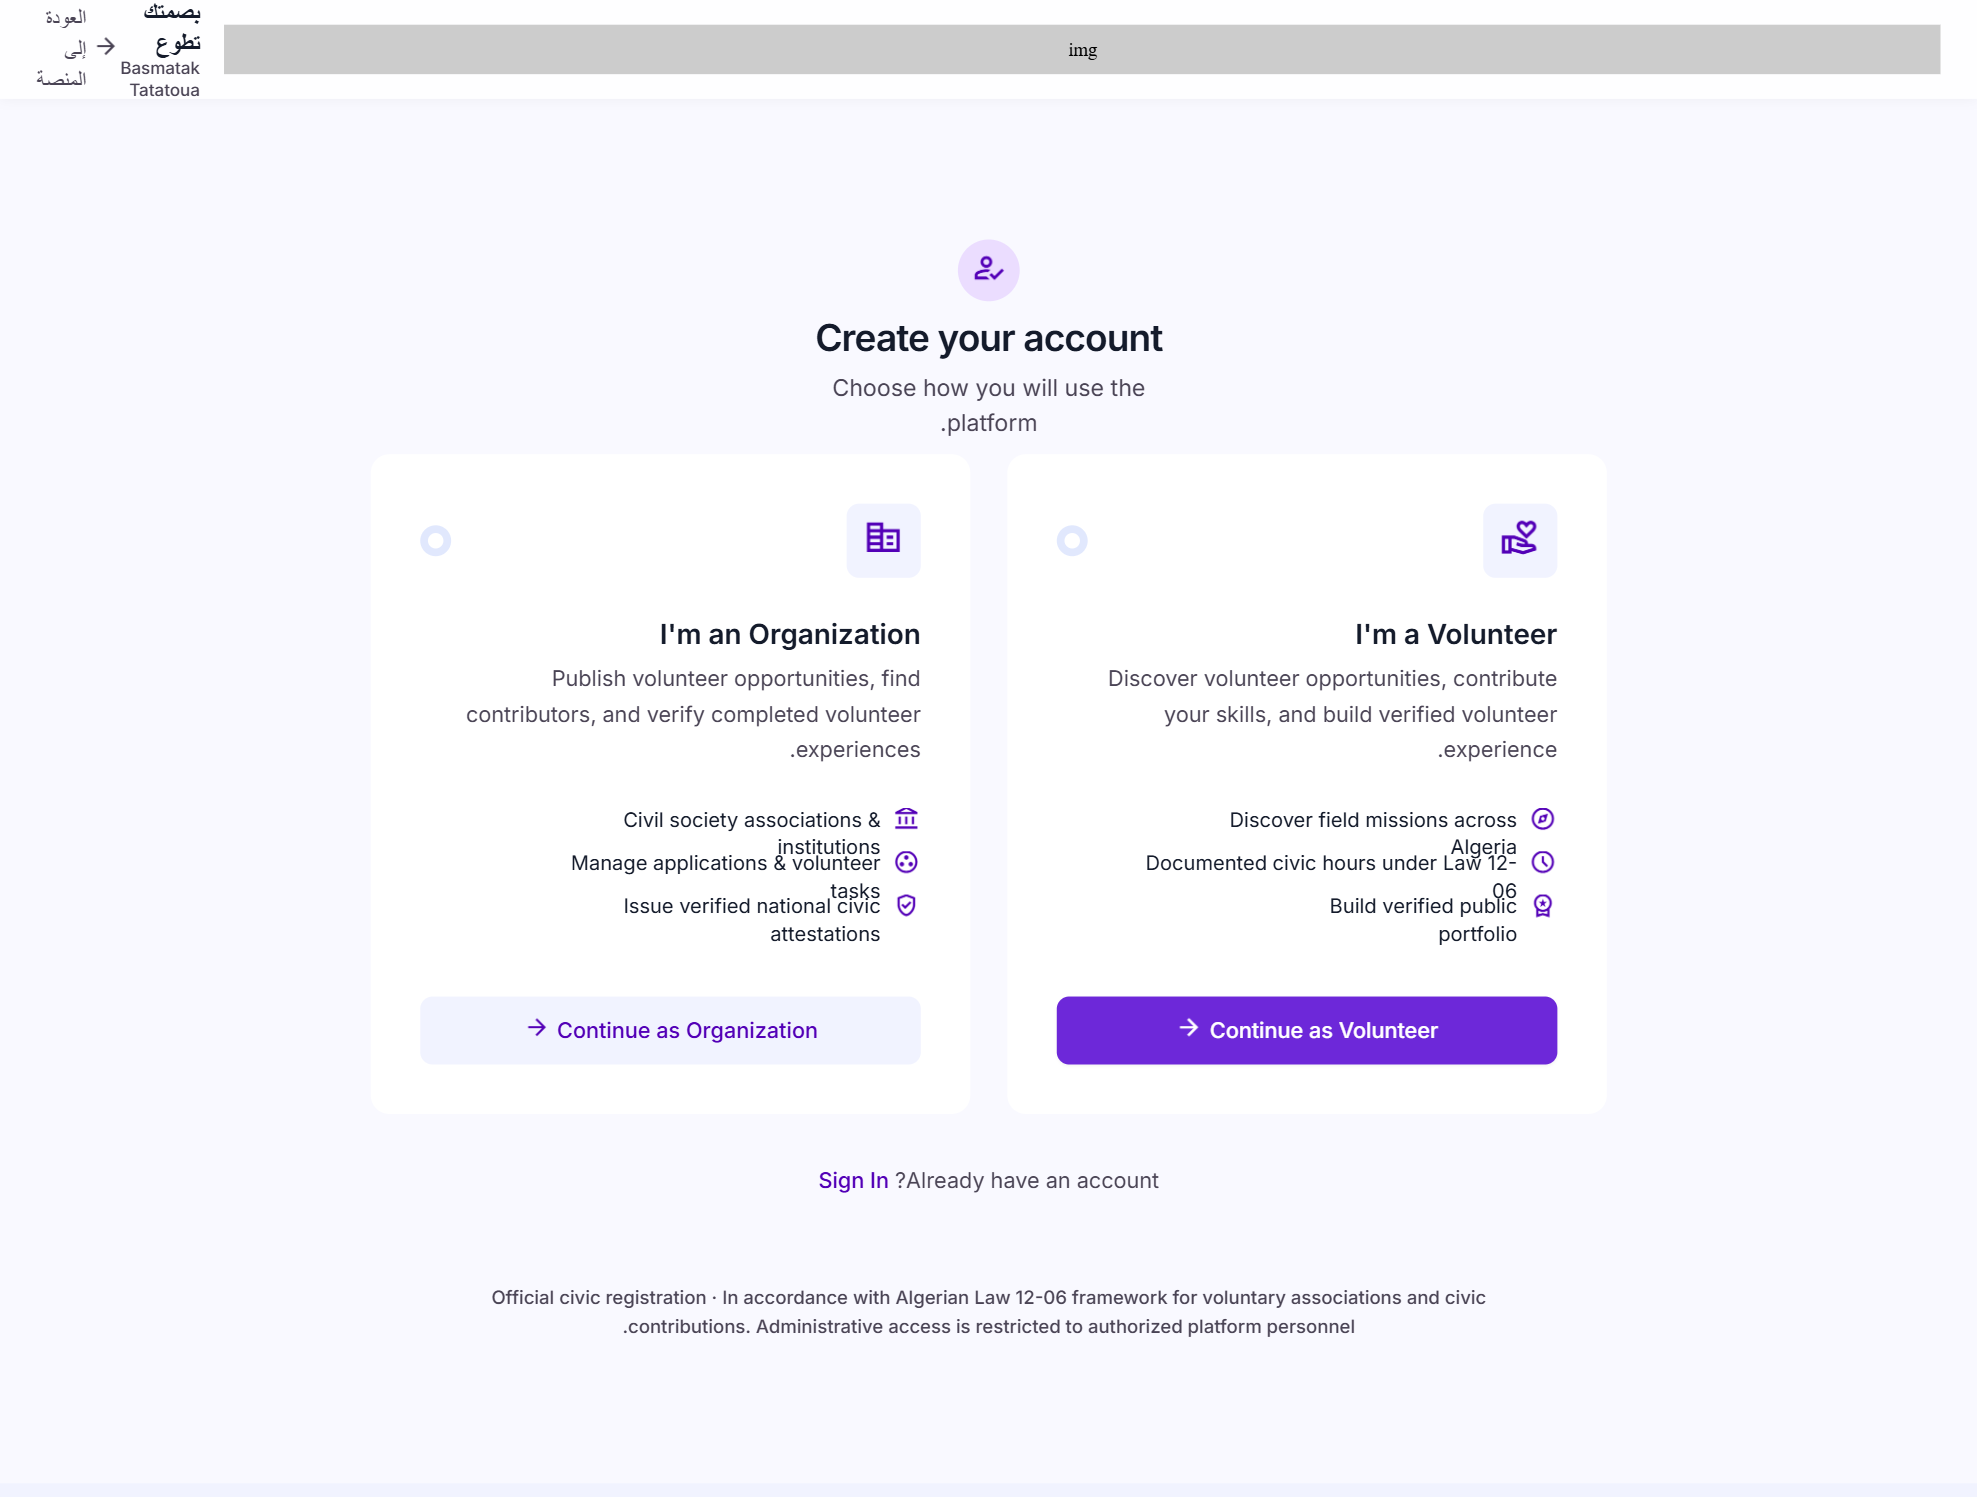 بصمتك
تطوع
Basmatak
Tatatoua
العودة
إلى
المنصة
img
Create your account
Choose how you will use the
.platform
I'm a Volunteer
Discover volunteer opportunities, contribute
your skills, and build verified volunteer
.experience
Discover field missions across
Algeria
Documented civic hours under Law 12-
06
Build verified public
portfolio
Continue as Volunteer
I'm an Organization
Publish volunteer opportunities, find
contributors, and verify completed volunteer
.experiences
Civil society associations &
institutions
Manage applications & volunteer
tasks
Issue verified national civic
attestations
Continue as Organization
Sign In ?Already have an account
Official civic registration · In accordance with Algerian Law 12-06 framework for voluntary associations and civic
.contributions. Administrative access is restricted to authorized platform personnel